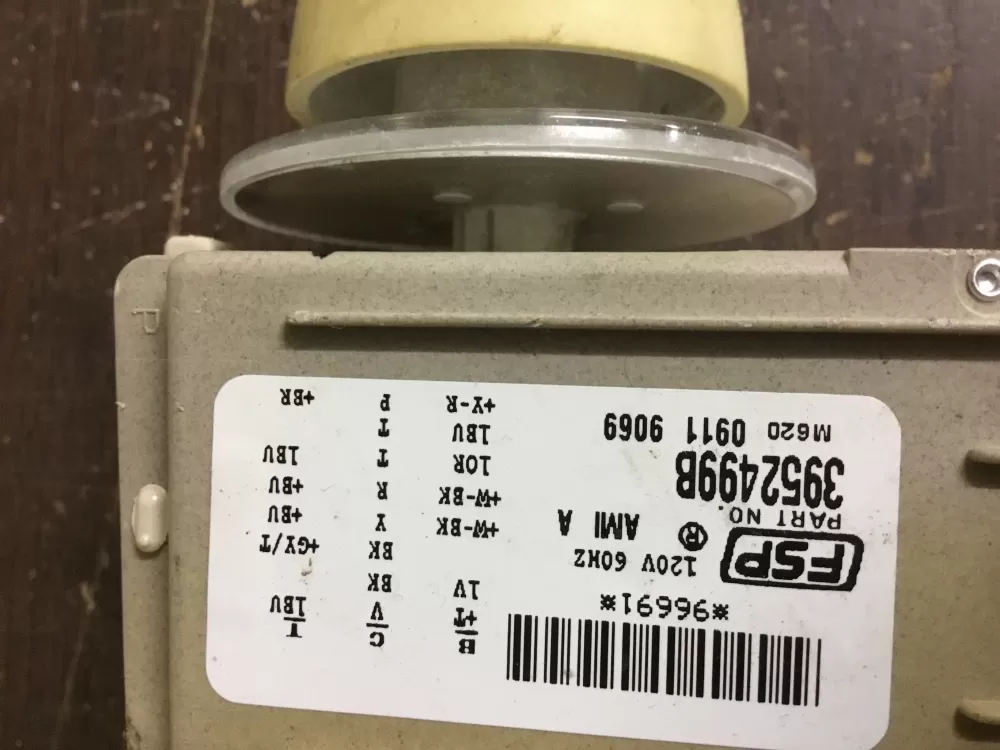 *96691*
FSP ® 120V 60HZ
PART NO. AMI A
3952499B
M620 0911 9069
B C T
+T V 1BU
1V BK
BK +GY/T
+W-BK Y +BU
+W-BK R +BU
1OR T 1BU
1BU T
+Y-R P +BR
P